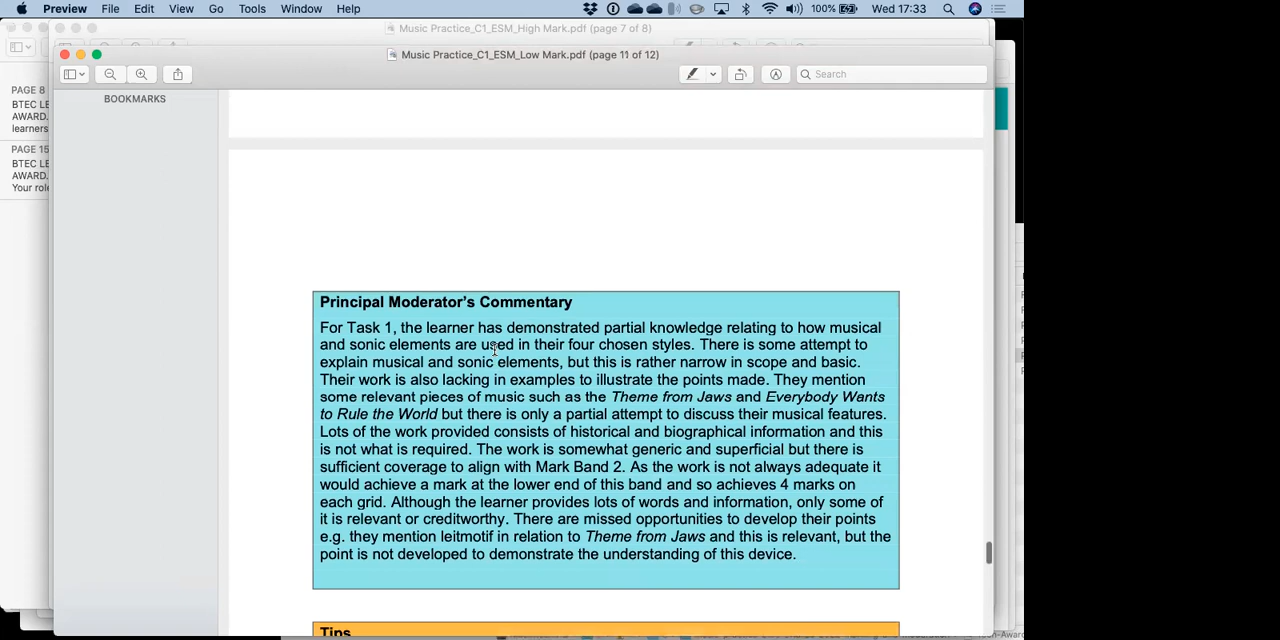 Preview File Edit View Go Tools Window Help 100% Wed 17:33
Music Practice_C1_ESM_High Mark.pdf (page 7 of 8)
Music Practice_C1_ESM_Low Mark.pdf (page 11 of 12)
Search
BOOKMARKS
PAGE 8
BTEC LE
AWARD.
learners
PAGE 15
BTEC LE
AWARD.
Your role
Principal Moderator's Commentary
For Task 1, the learner has demonstrated partial knowledge relating to how musical
and sonic elements are used in their four chosen styles. There is some attempt to
explain musical and sonic elements, but this is rather narrow in scope and basic.
Their work is also lacking in examples to illustrate the points made. They mention
some relevant pieces of music such as the Theme from Jaws and Everybody Wants
to Rule the World but there is only a partial attempt to discuss their musical features.
Lots of the work provided consists of historical and biographical information and this
is not what is required. The work is somewhat generic and superficial but there is
sufficient coverage to align with Mark Band 2. As the work is not always adequate it
would achieve a mark at the lower end of this band and so achieves 4 marks on
each grid. Although the learner provides lots of words and information, only some of
it is relevant or creditworthy. There are missed opportunities to develop their points
e.g. they mention leitmotif in relation to Theme from Jaws and this is relevant, but the
point is not developed to demonstrate the understanding of this device.
Tips